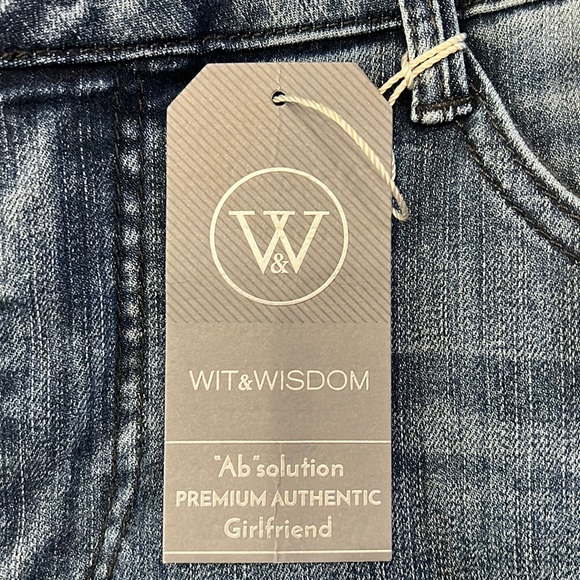 W&W
WIT&WISDOM
"Ab"solution
PREMIUM AUTHENTIC
Girlfriend